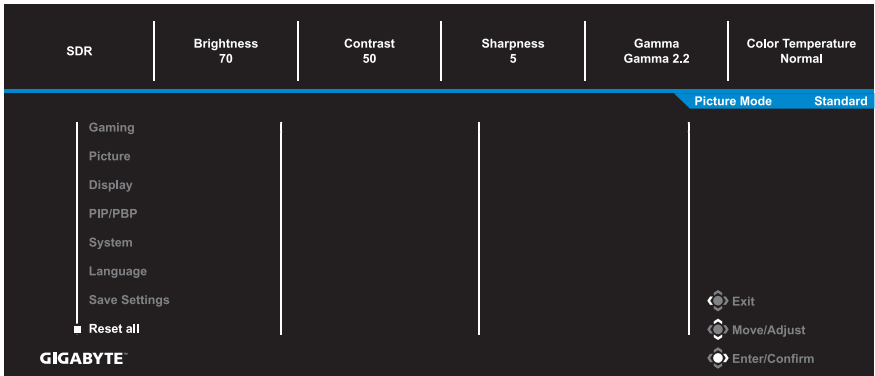 SDR
Brightness
70
Contrast
50
Sharpness
5
Gamma
Gamma 2.2
Color Temperature
Normal
Picture Mode Standard
Gaming
Picture
Display
PIP/PBP
System
Language
Save Settings
Reset all
Exit
Move/Adjust
Enter/Confirm
GIGABYTE™